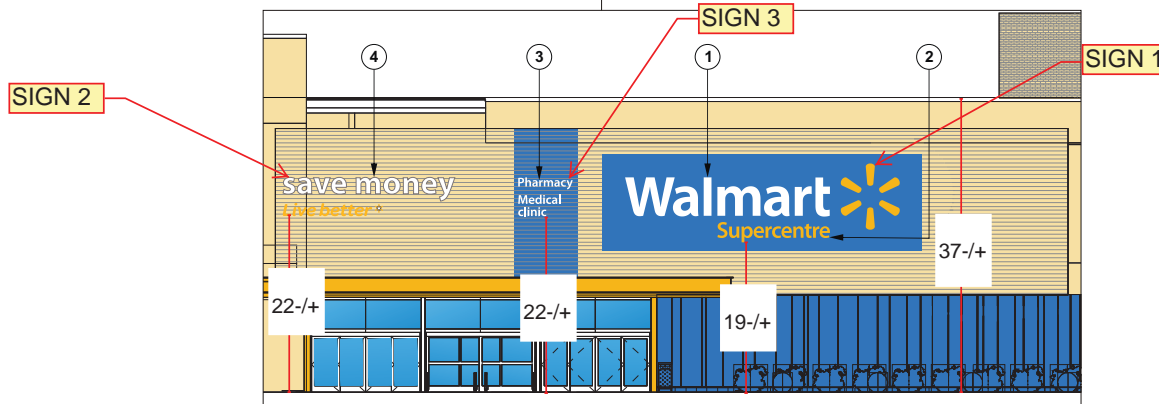 SIGN 3
SIGN 1
SIGN 2
4
3
1
2
save money
Live better
Pharmacy
Medical
clinic
Walmart
Supercentre
22-/+
22-/+
19-/+
37-/+